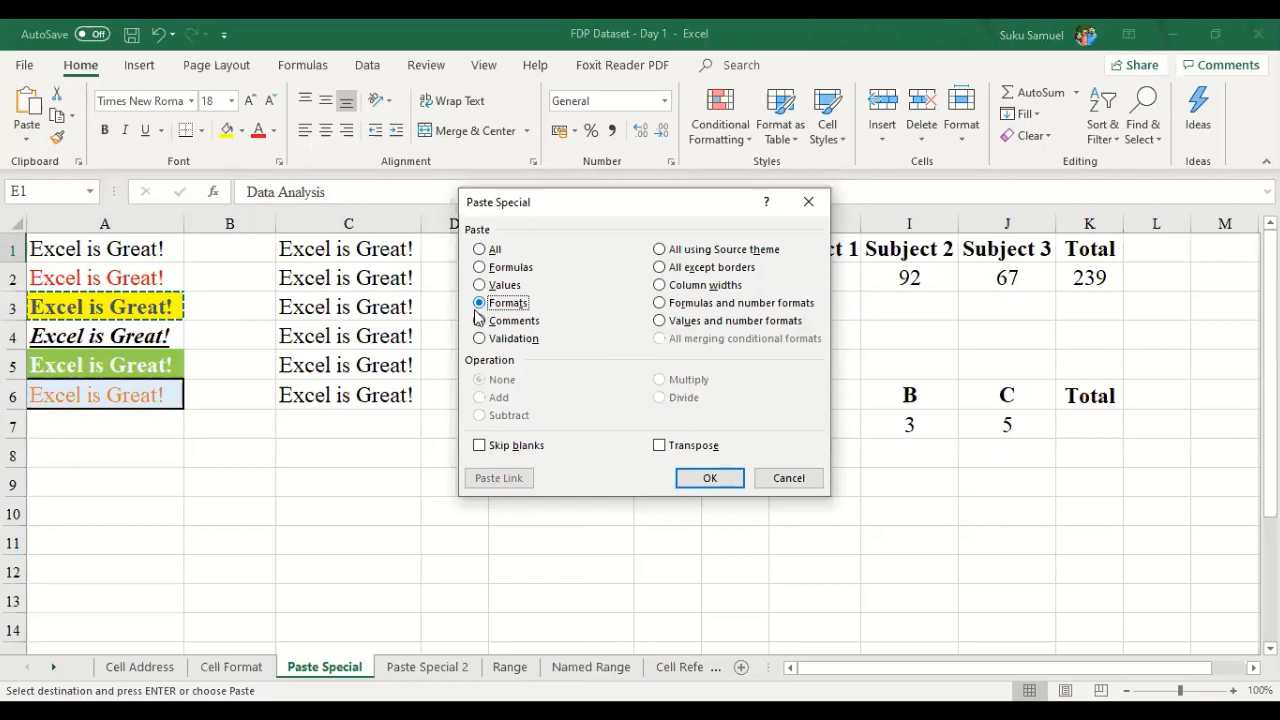 AutoSave Off
FDP Dataset - Day 1 - Excel
Suku Samuel
File Home Insert Page Layout Formulas Data Review View Help Foxit Reader PDF Search Share Comments
Paste
Clipboard
Times New Roma 18
B I U
Font
Wrap Text
Merge & Center
Alignment
General
Number
Conditional Formatting
Format as Table
Cell Styles
Styles
Insert Delete Format
Cells
AutoSum
Fill
Clear
Sort & Filter
Find & Select
Editing
Ideas
Ideas
E1 fx Data Analysis
A B C D I J K L M
1 Excel is Great! Excel is Great! ct 1 Subject 2 Subject 3 Total
2 Excel is Great! Excel is Great! 92 67 239
3 Excel is Great! Excel is Great!
4 Excel is Great! Excel is Great!
5 Excel is Great! Excel is Great!
6 Excel is Great! Excel is Great! B C Total
7 3 5
8
9
10
11
12
13
14
Paste Special ?
Paste
All All using Source theme
Formulas All except borders
Values Column widths
Formats Formulas and number formats
Comments Values and number formats
Validation All merging conditional formats
Operation
None Multiply
Add Divide
Subtract
Skip blanks Transpose
Paste Link OK Cancel
Cell Address Cell Format Paste Special Paste Special 2 Range Named Range Cell Refe ...
Select destination and press ENTER or choose Paste 100%